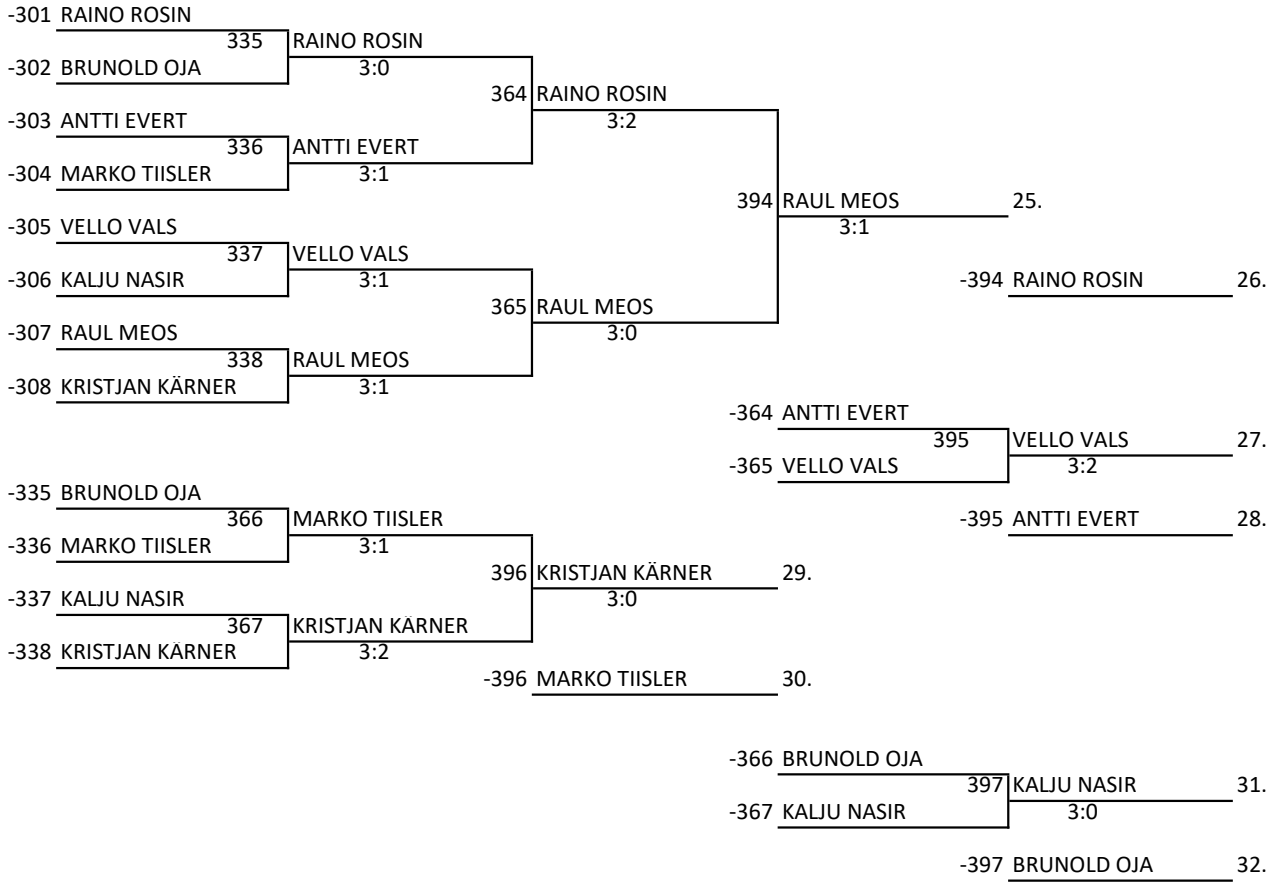 -301 RAINO ROSIN
335 RAINO ROSIN
-302 BRUNOLD OJA 3:0
364 RAINO ROSIN
-303 ANTTI EVERT 3:2
336 ANTTI EVERT
-304 MARKO TIISLER 3:1
394 RAUL MEOS 25.
-305 VELLO VALS 3:1
337 VELLO VALS
-306 KALJU NASIR 3:1 -394 RAINO ROSIN 26.
365 RAUL MEOS
-307 RAUL MEOS 3:0
338 RAUL MEOS
-308 KRISTJAN KÄRNER 3:1
-364 ANTTI EVERT
395 VELLO VALS 27.
-365 VELLO VALS 3:2
-335 BRUNOLD OJA
366 MARKO TIISLER -395 ANTTI EVERT 28.
-336 MARKO TIISLER 3:1
396 KRISTJAN KÄRNER 29.
-337 KALJU NASIR 3:0
367 KRISTJAN KÄRNER
-338 KRISTJAN KÄRNER 3:2
-396 MARKO TIISLER 30.
-366 BRUNOLD OJA
397 KALJU NASIR 31.
-367 KALJU NASIR 3:0
-397 BRUNOLD OJA 32.